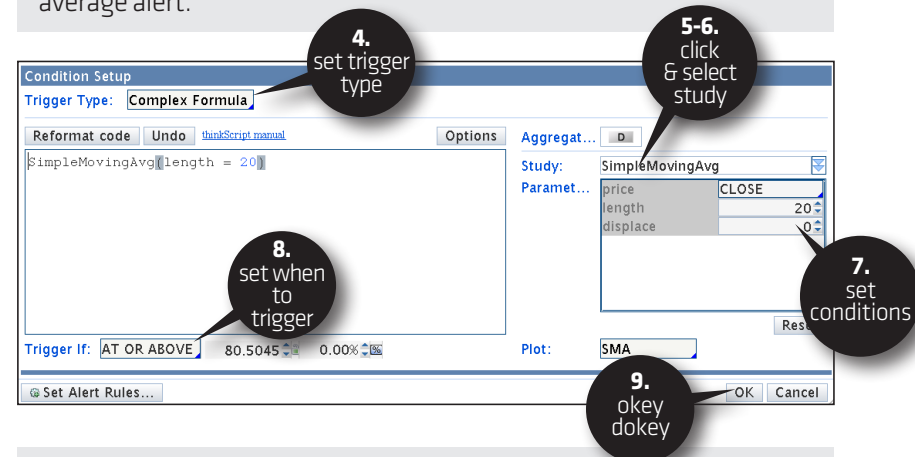 average alert.
4.
set trigger
type
5-6.
click
& select
study
Condition Setup
Trigger Type: Complex Formula
Reformat code Undo thinkScript manual Options
Aggregat... D
SimpleMovingAvg(length = 20)
Study: SimpleMovingAvg
Paramet... price CLOSE
length 20
displace 0
8.
set when
to
trigger
7.
set
conditions
Trigger If: AT OR ABOVE 80.5045 0.00% %
Plot: SMA
9.
okey
dokey
Set Alert Rules...
OK Cancel